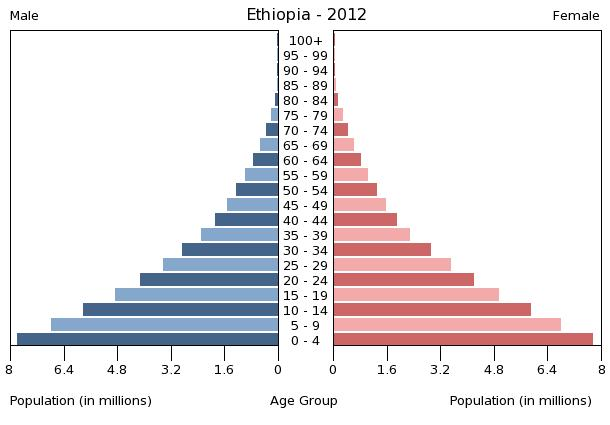 Ethiopia - 2012
Male
Female
100+
95 - 99
90 - 94
85 - 89
80 - 84
75 - 79
70 - 74
65 - 69
60 - 64
55 - 59
50 - 54
45 - 49
40 - 44
35 - 39
30 - 34
25 - 29
20 - 24
15 - 19
10 - 14
5 - 9
0 - 4
8 6.4 4.8 3.2 1.6 0 0 1.6 3.2 4.8 6.4 8
Population (in millions) Age Group Population (in millions)